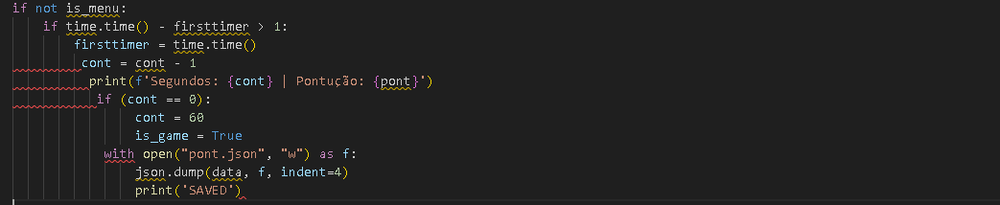 if not is_menu:
if time.time() - firsttimer > 1:
firsttimer = time.time()
cont = cont - 1
print(f'Segundos: {cont} | Pontução: {pont}')
if (cont == 0):
cont = 60
is_game = True
with open("pont.json", "w") as f:
json.dump(data, f, indent=4)
print('SAVED')